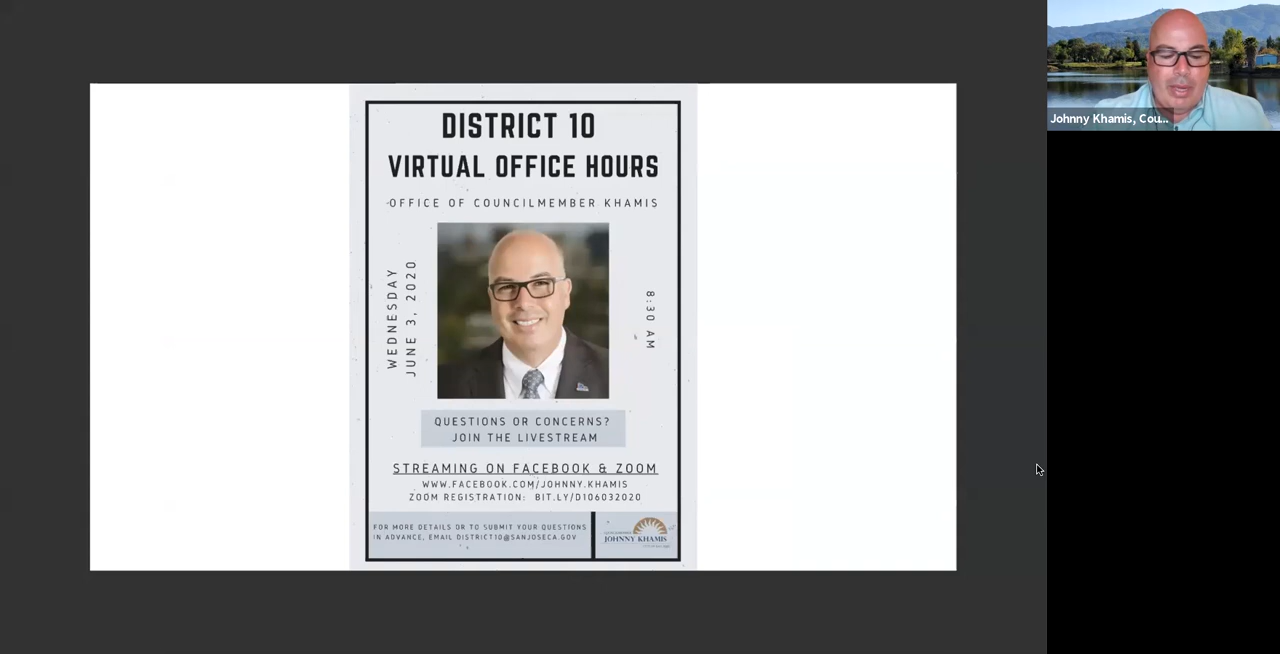 DISTRICT 10
VIRTUAL OFFICE HOURS
OFFICE OF COUNCILMEMBER KHAMIS
WEDNESDAY
JUNE 3, 2020
8:30 AM
QUESTIONS OR CONCERNS?
JOIN THE LIVESTREAM
STREAMING ON FACEBOOK & ZOOM
WWW.FACEBOOK.COM/JOHNNY.KHAMIS
ZOOM REGISTRATION: BIT.LY/D106032020
FOR MORE DETAILS OR TO SUBMIT YOUR QUESTIONS
IN ADVANCE, EMAIL DISTRICT10@SANJOSECA.GOV
JOHNNY KHAMIS
Johnny Khamis, Cou...